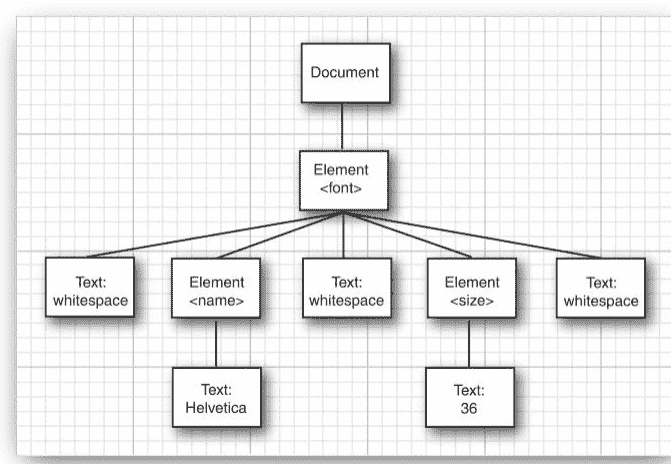 Document
Element
<font>
Text:
whitespace
Element
<name>
Text:
whitespace
Element
<size>
Text:
whitespace
Text:
Helvetica
Text:
36